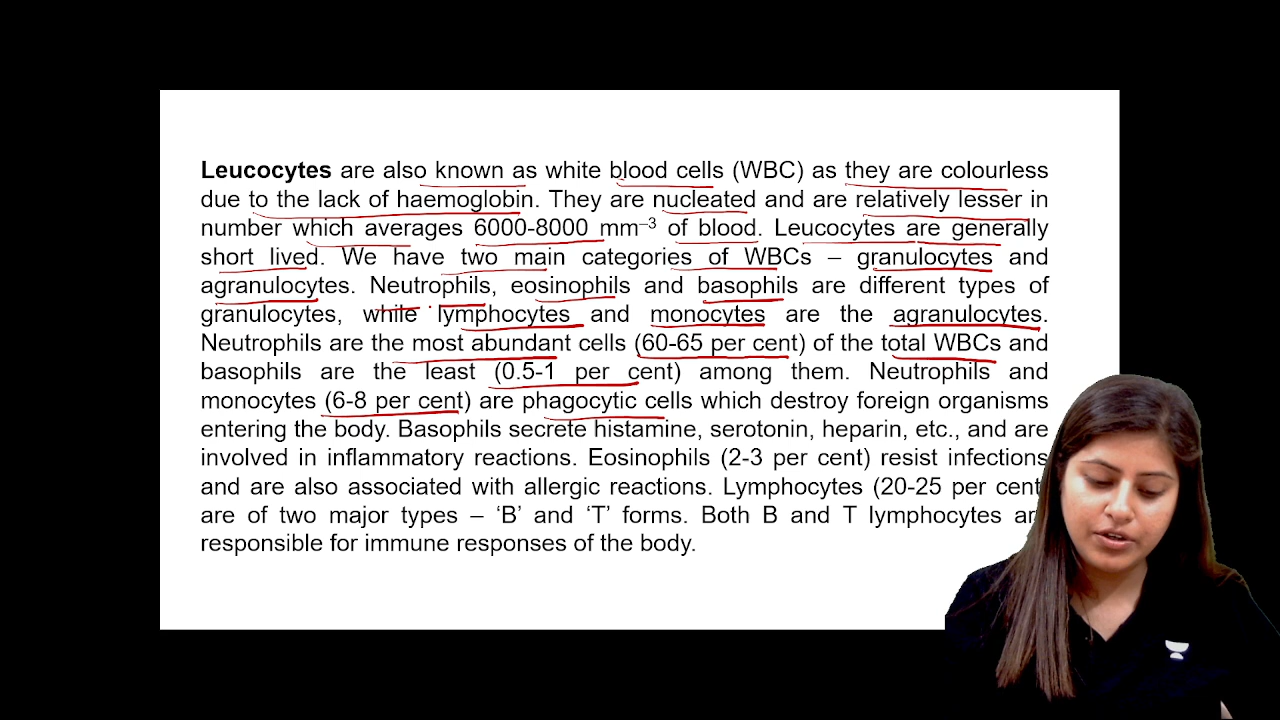 Leucocytes are also known as white blood cells (WBC) as they are colourless
due to the lack of haemoglobin. They are nucleated and are relatively lesser in
number which averages 6000-8000 mm⁻³ of blood. Leucocytes are generally
short lived. We have two main categories of WBCs – granulocytes and
agranulocytes. Neutrophils, eosinophils and basophils are different types of
granulocytes, while lymphocytes and monocytes are the agranulocytes.
Neutrophils are the most abundant cells (60-65 per cent) of the total WBCs and
basophils are the least (0.5-1 per cent) among them. Neutrophils and
monocytes (6-8 per cent) are phagocytic cells which destroy foreign organisms
entering the body. Basophils secrete histamine, serotonin, heparin, etc., and are
involved in inflammatory reactions. Eosinophils (2-3 per cent) resist infections
and are also associated with allergic reactions. Lymphocytes (20-25 per cent
are of two major types – ‘B’ and ‘T’ forms. Both B and T lymphocytes
responsible for immune responses of the body.